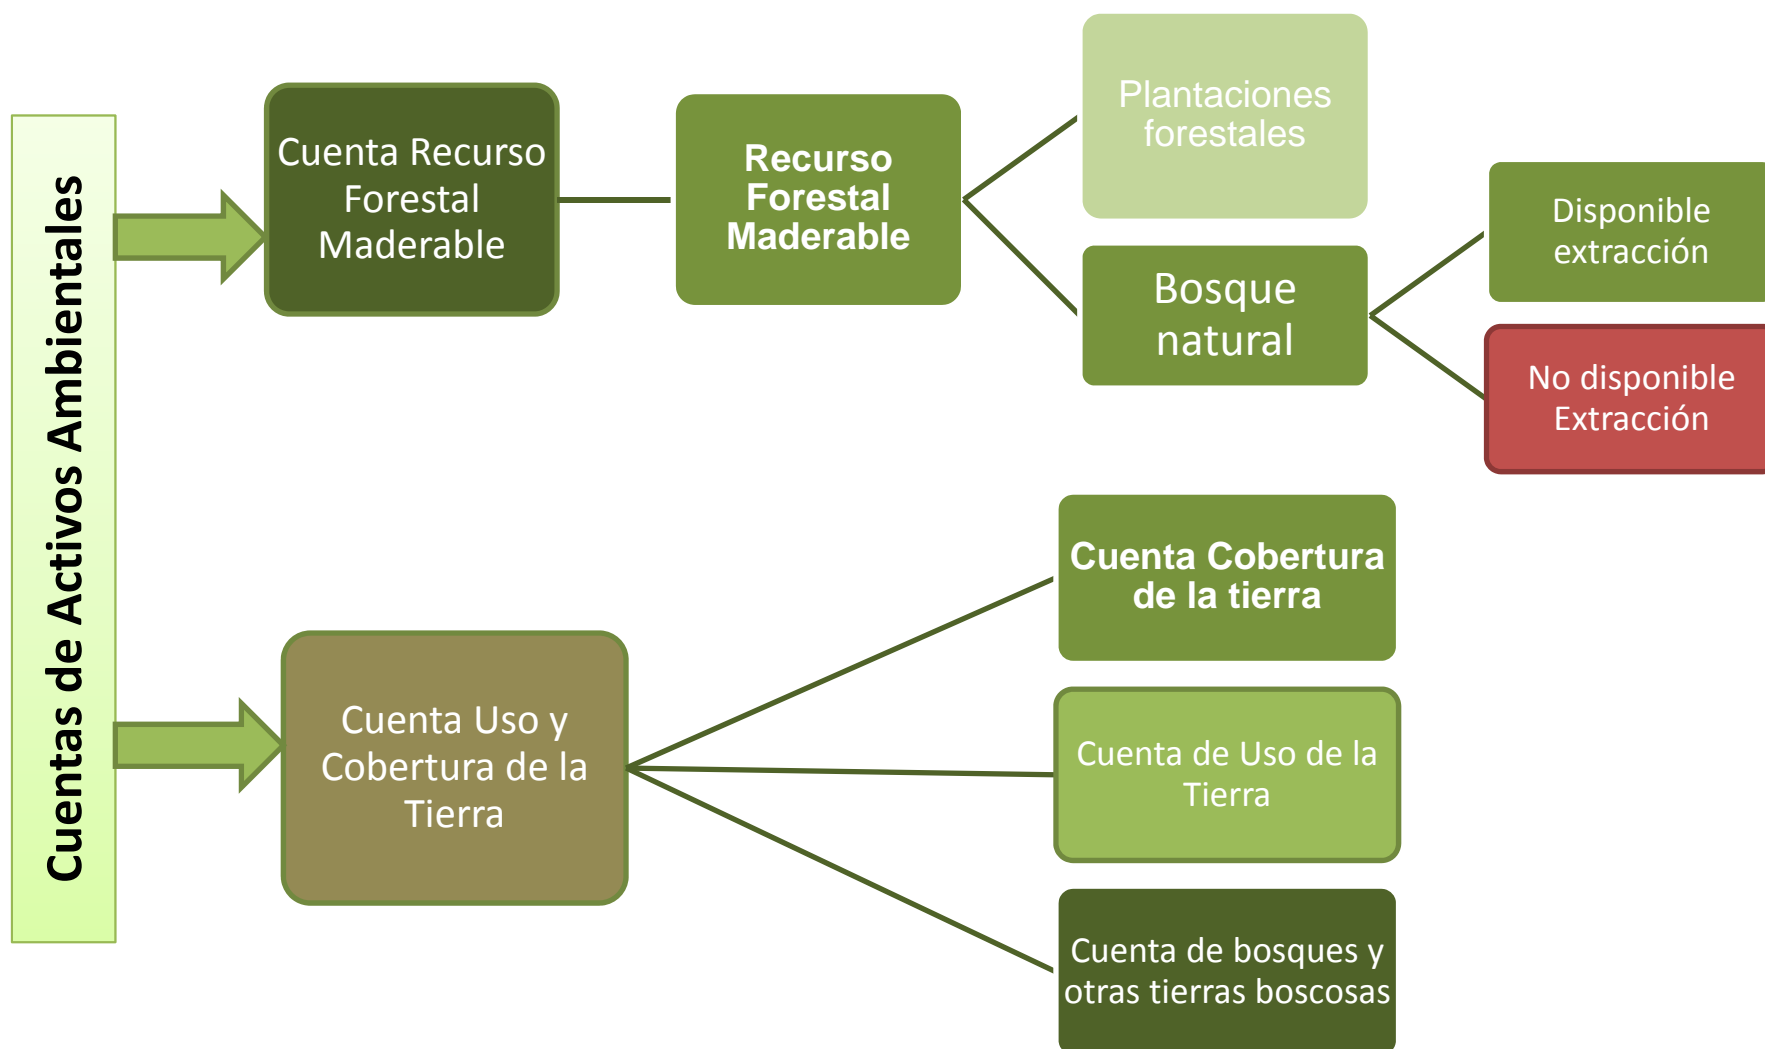 Cuentas de Activos Ambientales
Cuenta Recurso
Forestal
Maderable
Recurso
Forestal
Maderable
Plantaciones
forestales
Bosque
natural
Disponible
extracción
No disponible
Extracción
Cuenta Uso y
Cobertura de la
Tierra
Cuenta Cobertura
de la tierra
Cuenta de Uso de la
Tierra
Cuenta de bosques y
otras tierras boscosas